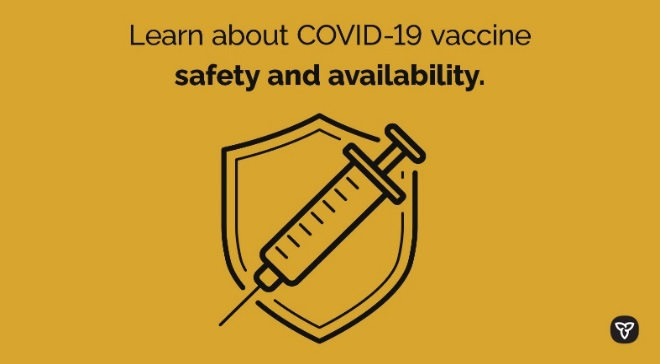 Learn about COVID-19 vaccine
safety and availability.